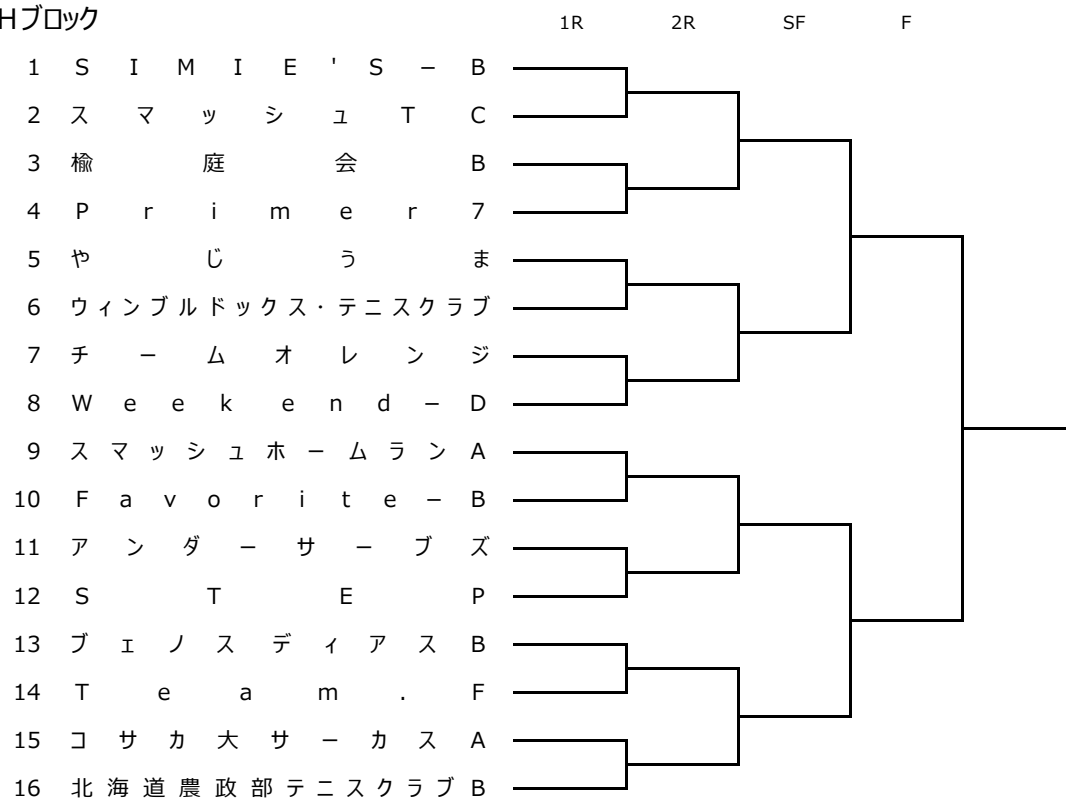 Hブロック 1R 2R SF F
1 SIMIE'S-B
2 スマッシュTC
3 楡庭会B
4 Primer7
5 やじうま
6 ウィンブルドックス・テニスクラブ
7 チームオレンジ
8 Weekend-D
9 スマッシュホームランA
10 Favorite-B
11 アンダーサーブズ
12 STEP
13 ブェノスディアスB
14 Team.F
15 コサカ大サーカスA
16 北海道農政部テニスクラブB